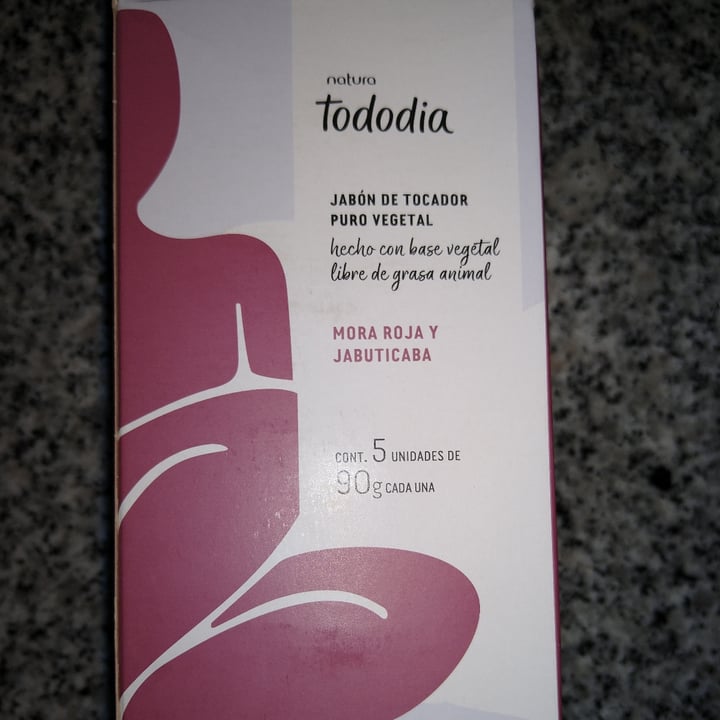 natura
tododia
JABÓN DE TOCADOR
PURO VEGETAL
hecho con base vegetal
libre de grasa animal
MORA ROJA Y
JABUTICABA
CONT. 5 UNIDADES DE
90g CADA UNA